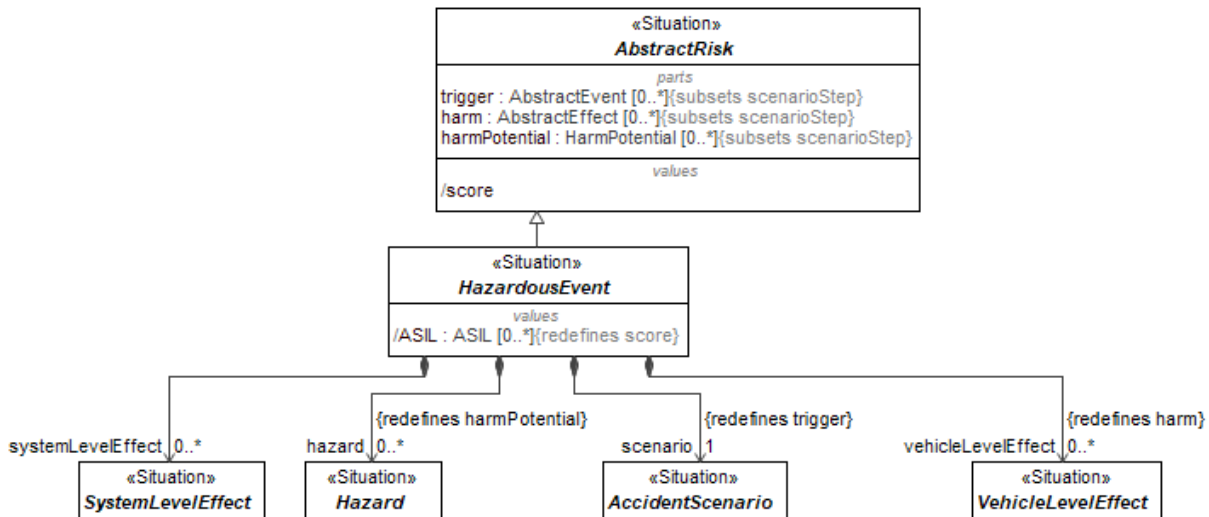 «Situation»
AbstractRisk
parts
trigger : AbstractEvent [0..*]{subsets scenarioStep}
harm : AbstractEffect [0..*]{subsets scenarioStep}
harmPotential : HarmPotential [0..*]{subsets scenarioStep}
values
/score
«Situation»
HazardousEvent
values
/ASIL : ASIL [0..*]{redefines score}
{redefines harmPotential} {redefines trigger} {redefines harm}
systemLevelEffect 0..* hazard 0..* scenario 1 vehicleLevelEffect 0..*
«Situation» «Situation» «Situation» «Situation»
SystemLevelEffect Hazard AccidentScenario VehicleLevelEffect